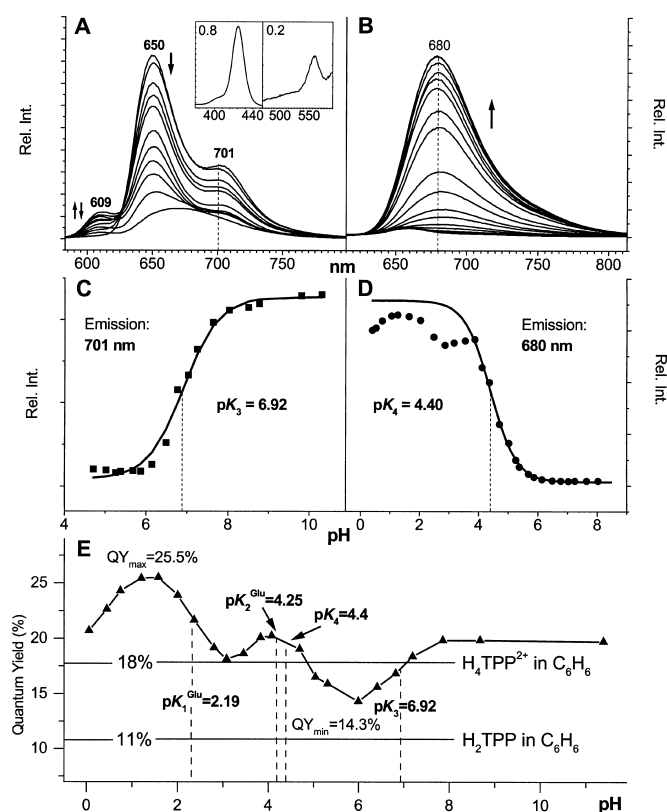 A
650
0.8
0.2
400
440
500
550
701
609
Rel. Int.
600
650
700
750
nm
B
680
Rel. Int.
650
700
750
800
C
Emission:
701 nm
pK3 = 6.92
Rel. Int.
4
6
8
10
pH
D
Emission:
680 nm
pK4 = 4.40
Rel. Int.
0
2
4
6
8
E
QYmax=25.5%
pK2Glu=4.25
pK4=4.4
18%
H4TPP2+ in C6H6
pK1Glu=2.19
QYmin=14.3%
pK3=6.92
11%
H2TPP in C6H6
Quantum Yield (%)
25
20
15
10
0
2
4
6
8
10
pH